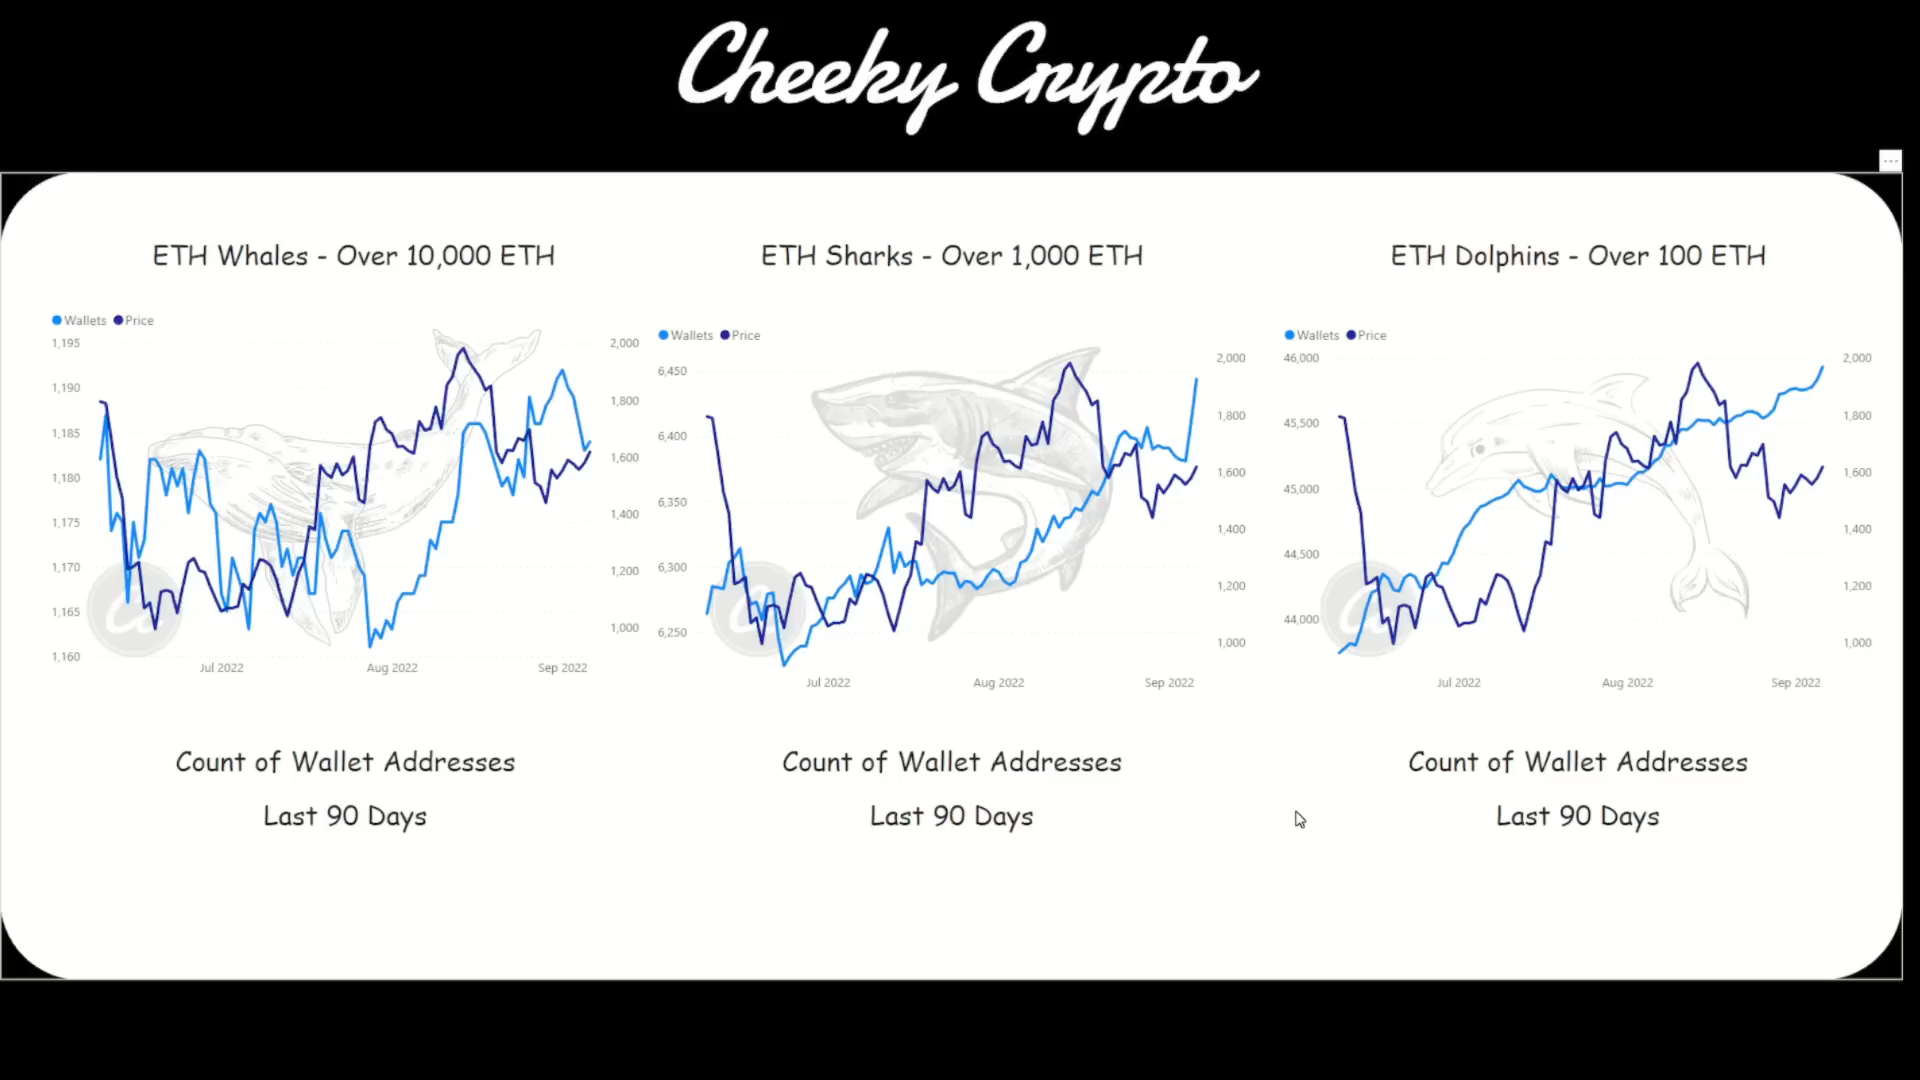 Cheeky Crypto
...
ETH Whales - Over 10,000 ETH
Wallets Price
1,195
1,190
1,185
1,180
1,175
1,170
1,165
1,160
2,000
1,800
1,600
1,400
1,200
1,000
Jul 2022 Aug 2022 Sep 2022
Count of Wallet Addresses
Last 90 Days
ETH Sharks - Over 1,000 ETH
Wallets Price
6,450
6,400
6,350
6,300
6,250
2,000
1,800
1,600
1,400
1,200
1,000
Jul 2022 Aug 2022 Sep 2022
Count of Wallet Addresses
Last 90 Days
ETH Dolphins - Over 100 ETH
Wallets Price
46,000
45,500
45,000
44,500
44,000
2,000
1,800
1,600
1,400
1,200
1,000
Jul 2022 Aug 2022 Sep 2022
Count of Wallet Addresses
Last 90 Days